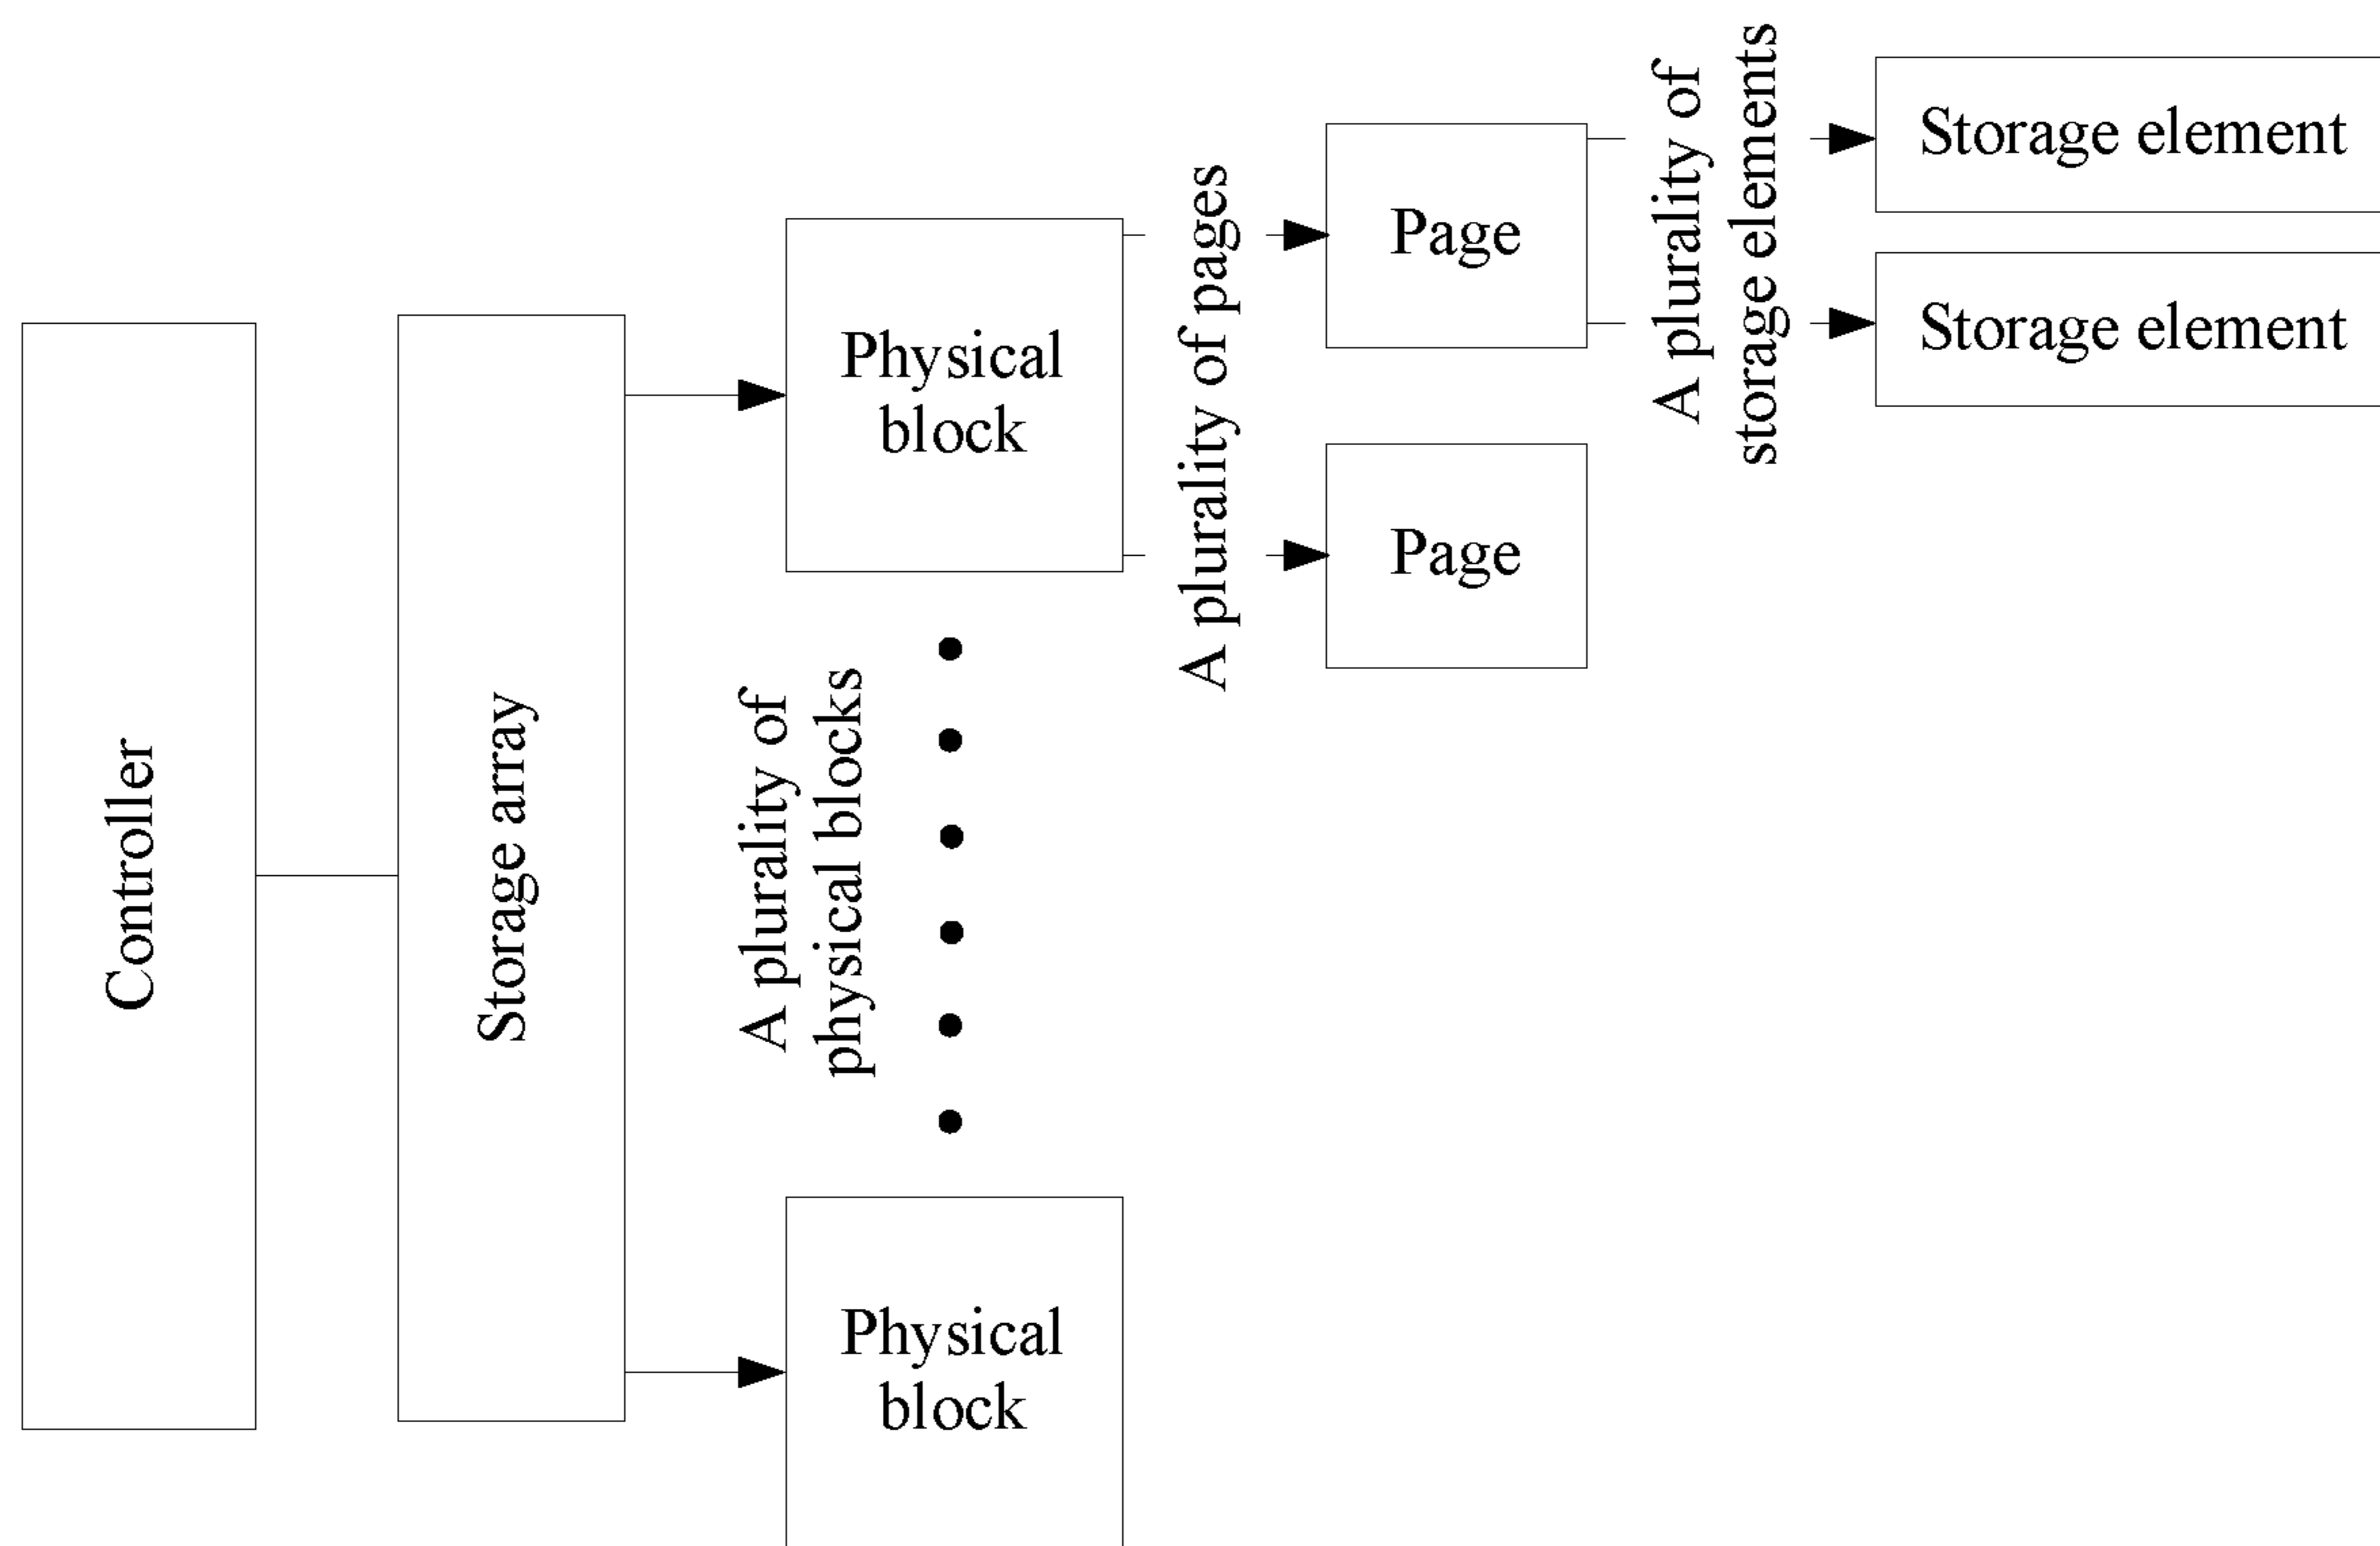 Controller
Storage array
Physical
block
A plurality of
physical blocks
Physical
block
A plurality of pages
Page
Page
A plurality of
storage elements
Storage element
Storage element